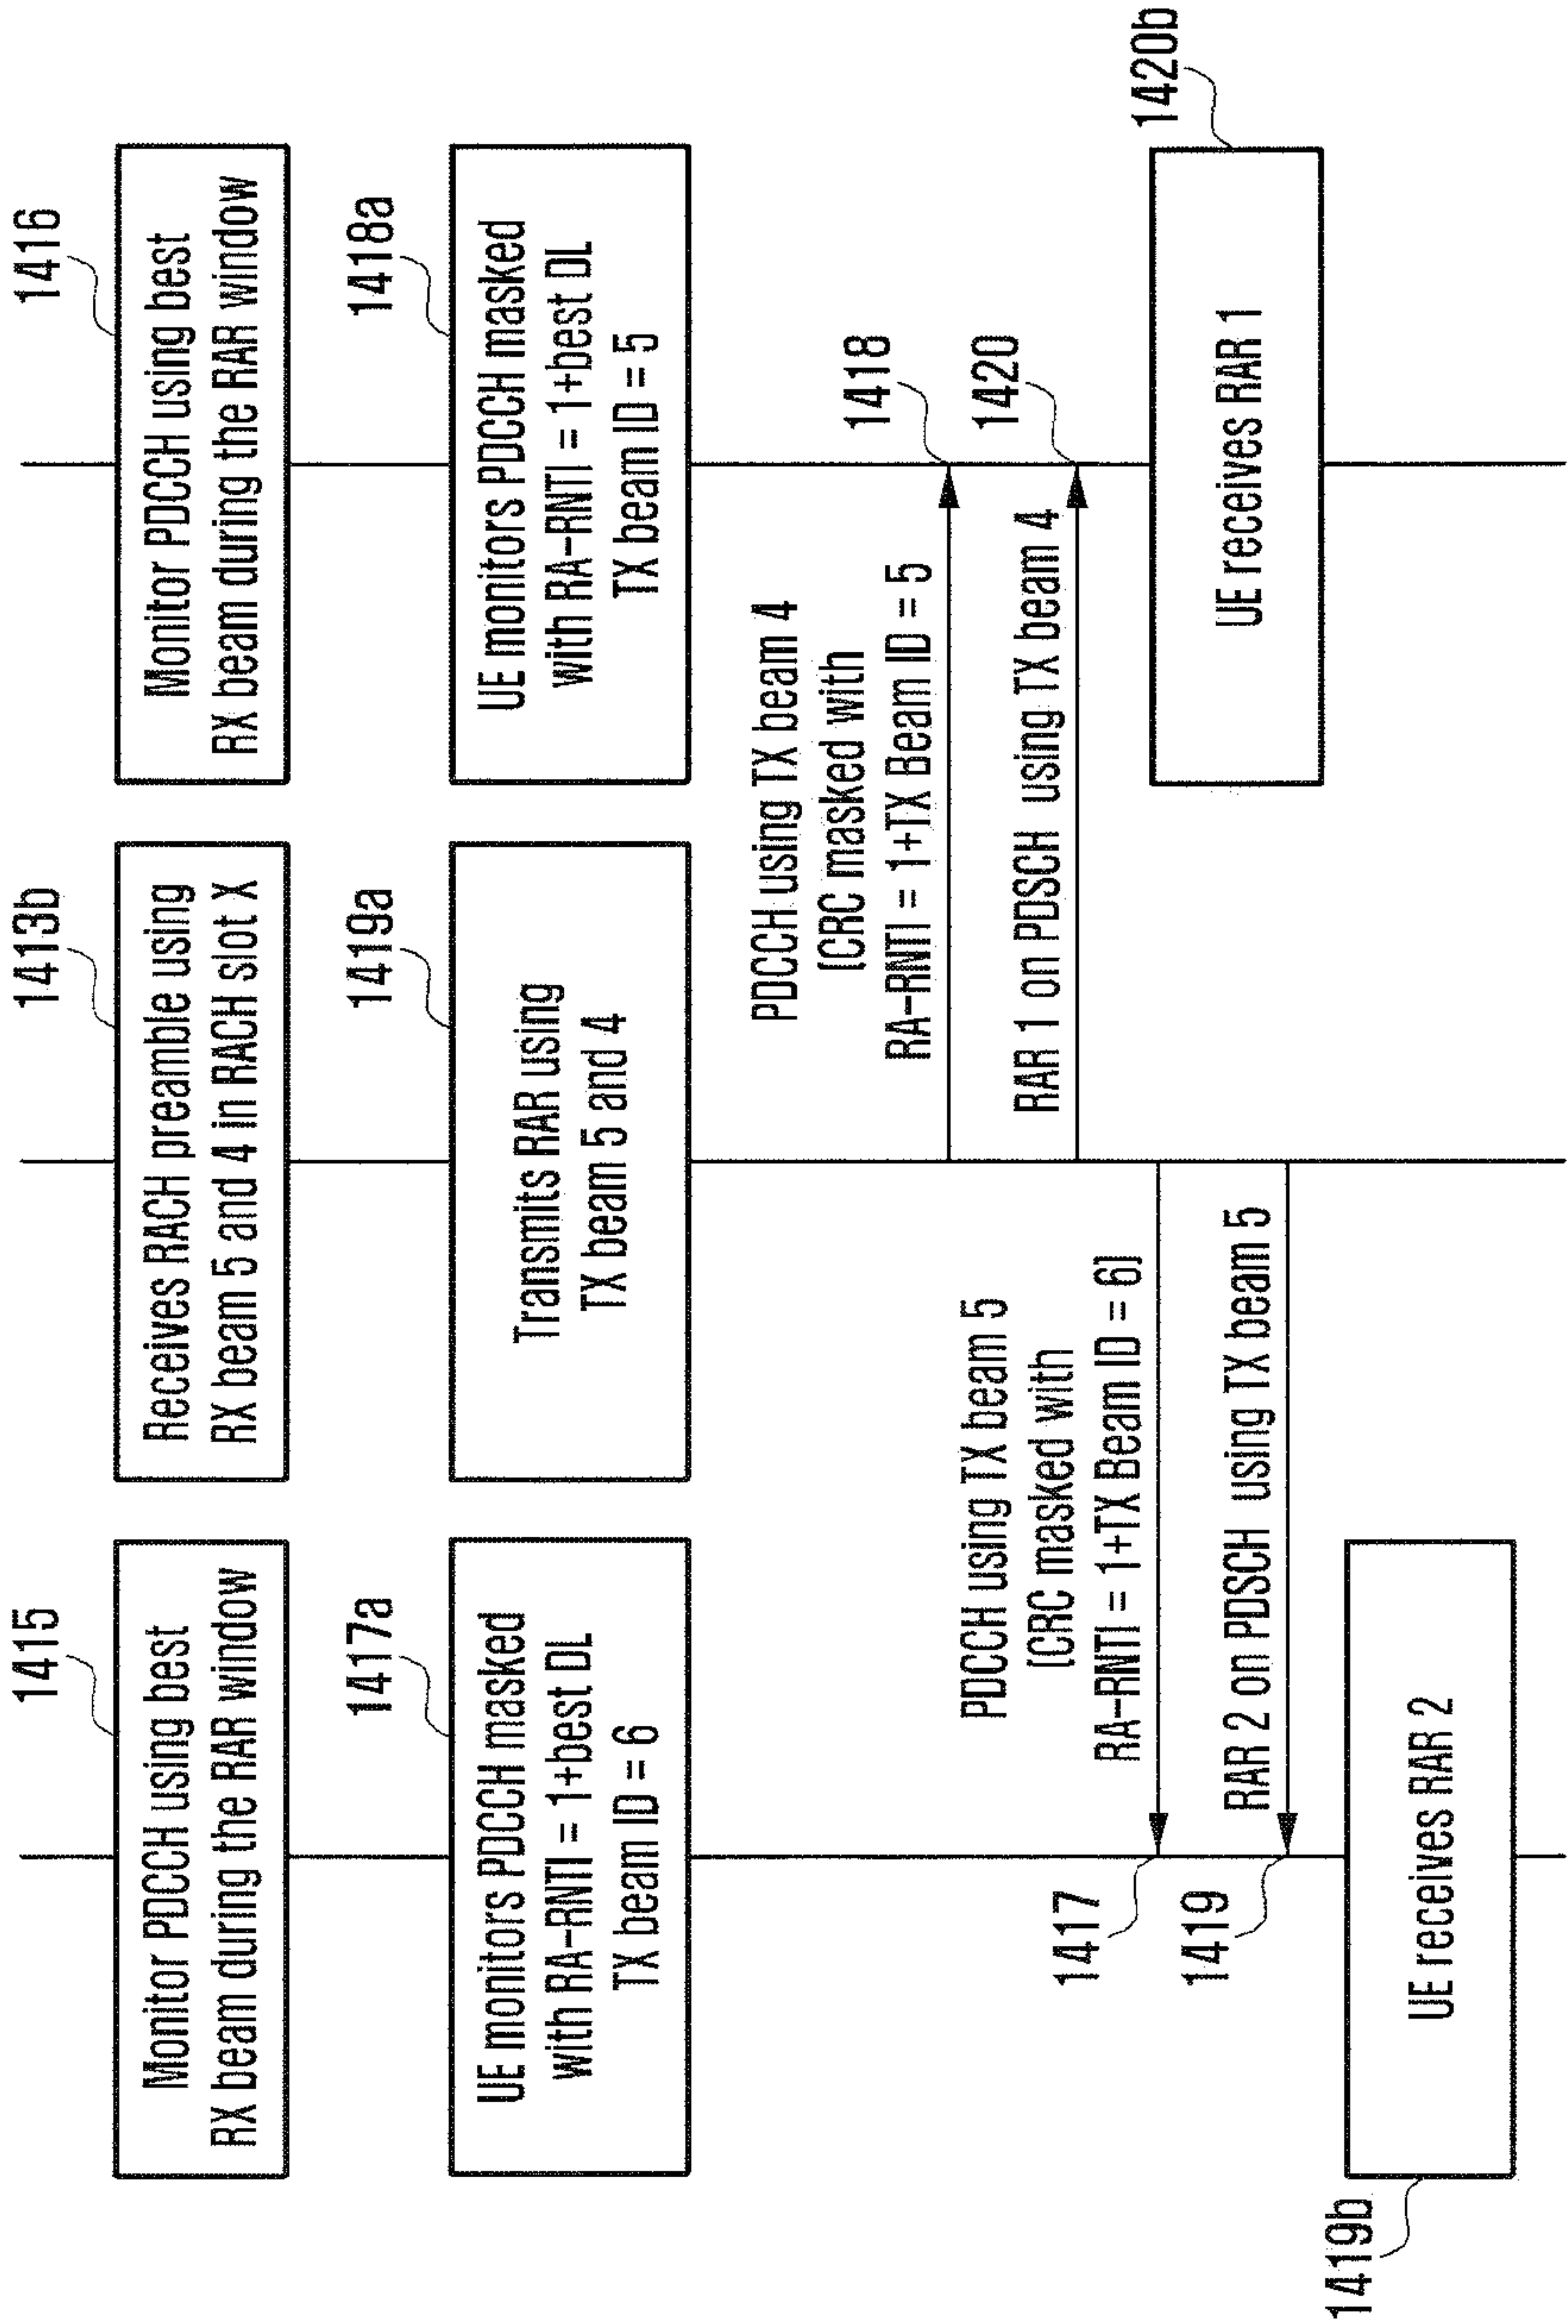 1415
Monitor PDCCH using best
RX beam during the RAR window
1413b
Receives RACH preamble using
RX beam 5 and 4 in RACH slot X
1416
Monitor PDCCH using best
RX beam during the RAR window
1417a
UE monitors PDCCH masked
with RA-RNTI = 1+best DL
TX beam ID = 6
1419a
Transmits RAR using
TX beam 5 and 4
1418a
UE monitors PDCCH masked
with RA-RNTI = 1+best DL
TX beam ID = 5
PDCCH using TX beam 4
(CRC masked with
RA-RNTI = 1+TX Beam ID = 5
1418
RAR 1 on PDSCH using TX beam 4
1420
PDCCH using TX beam 5
(CRC masked with
RA-RNTI = 1+TX Beam ID = 6)
1417
RAR 2 on PDSCH using TX beam 5
1419
UE receives RAR 1
1420b
UE receives RAR 2
1419b